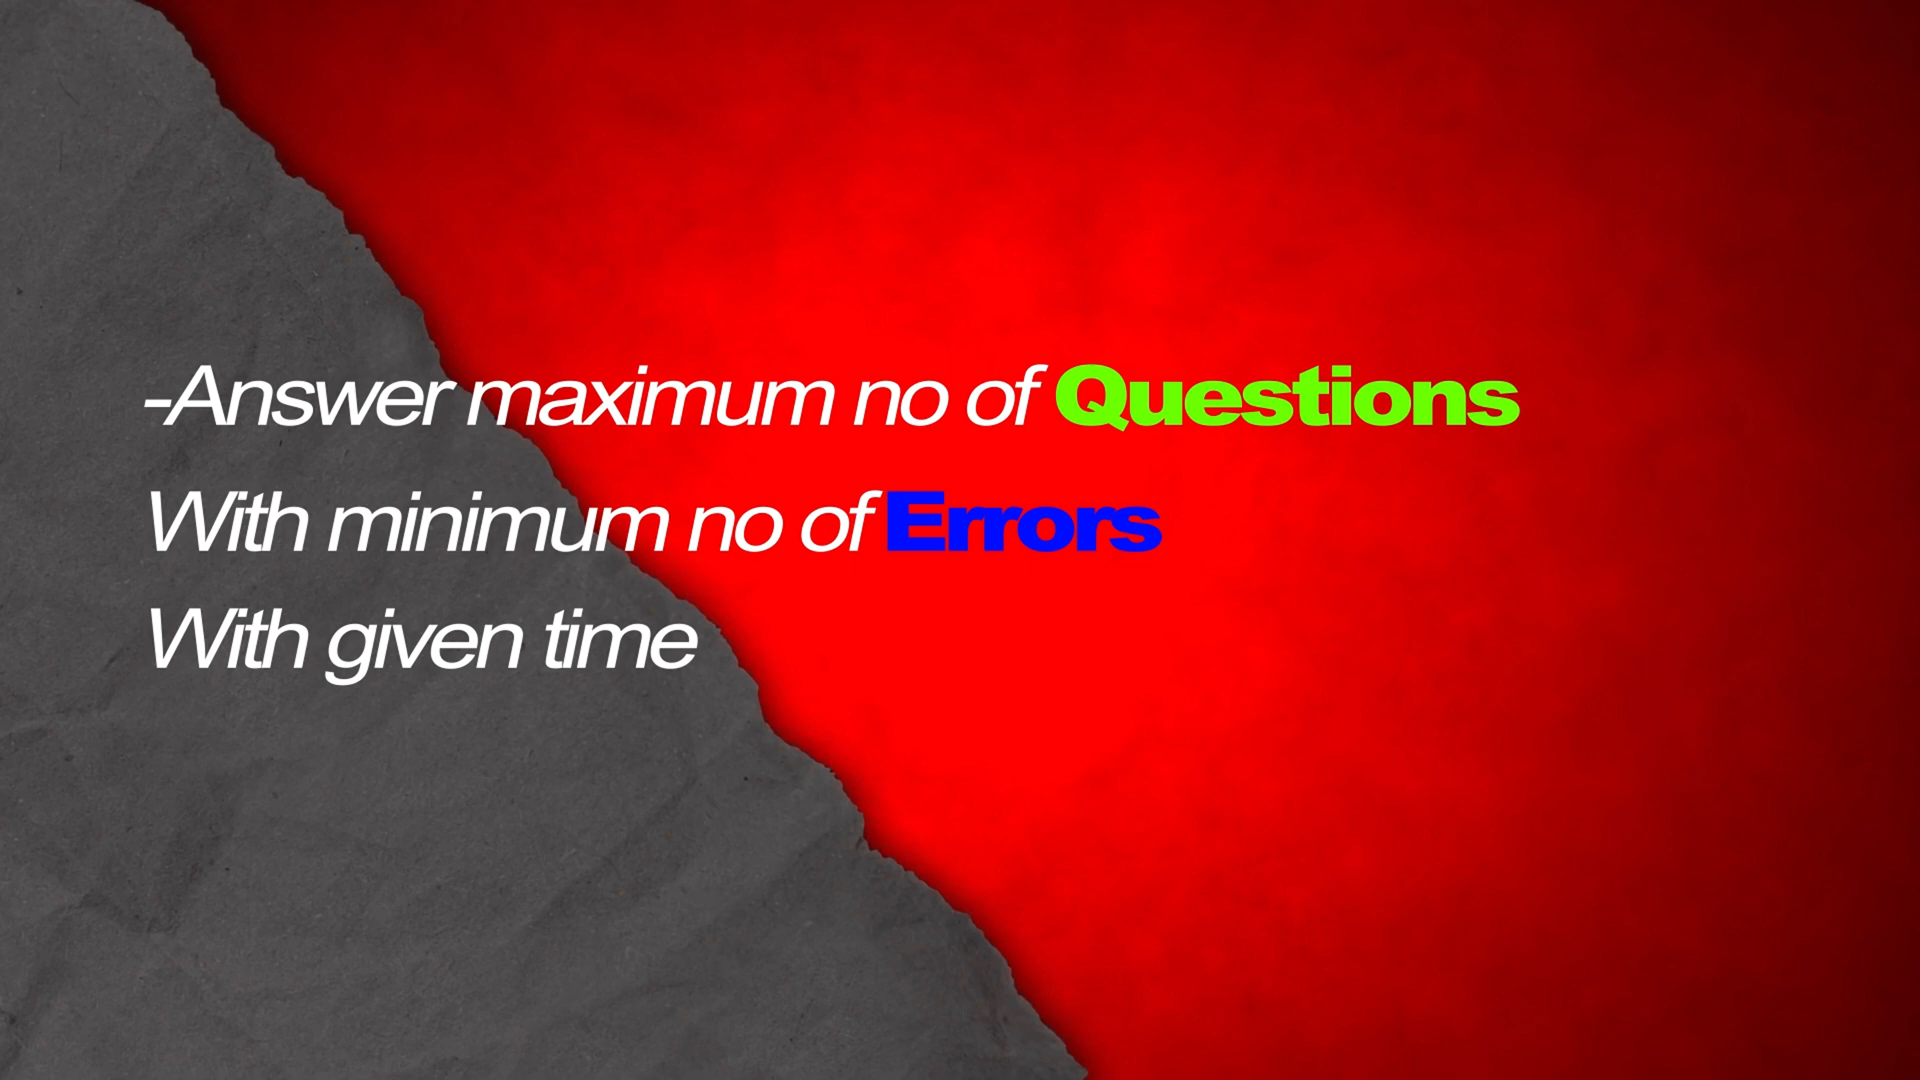 -Answer maximum no of Questions
With minimum no of Errors
With given time